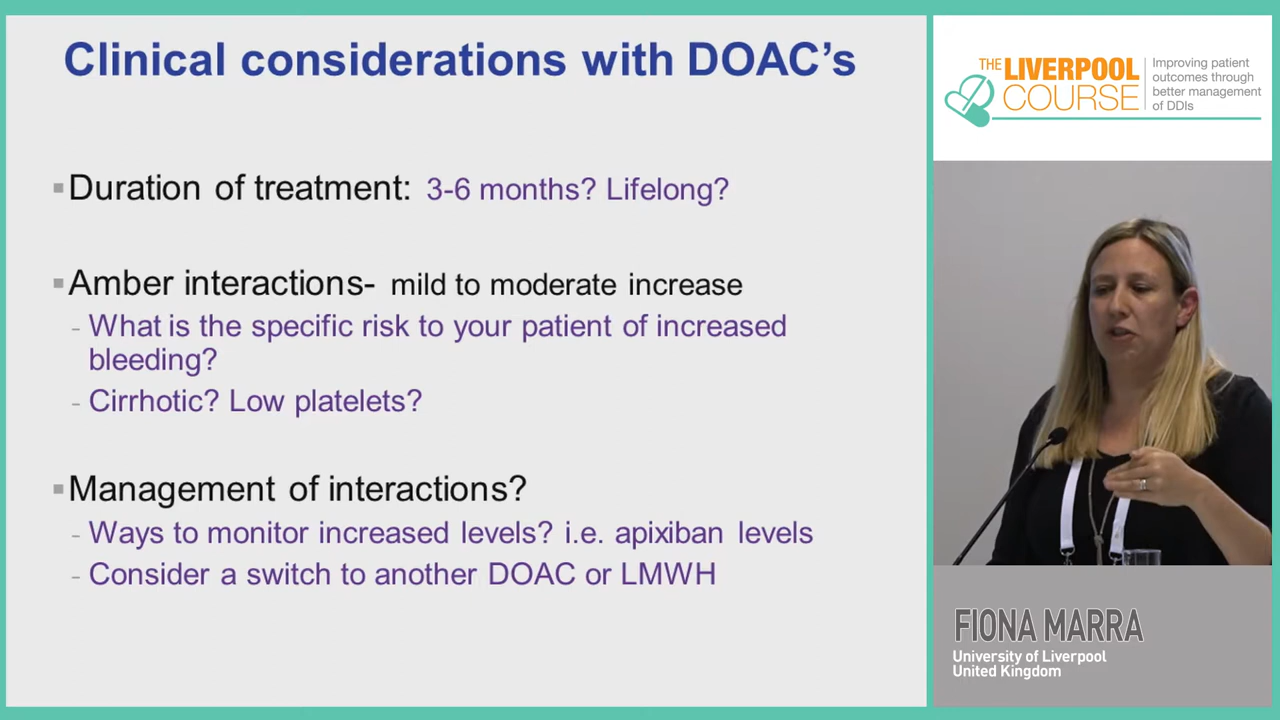 Clinical considerations with DOAC's
▪Duration of treatment: 3-6 months? Lifelong?
▪Amber interactions- mild to moderate increase
- What is the specific risk to your patient of increased
bleeding?
- Cirrhotic? Low platelets?
▪Management of interactions?
- Ways to monitor increased levels? i.e. apixiban levels
- Consider a switch to another DOAC or LMWH
THE LIVERPOOL
COURSE
Improving patient
outcomes through
better management
of DDIs
FIONA MARRA
University of Liverpool
United Kingdom